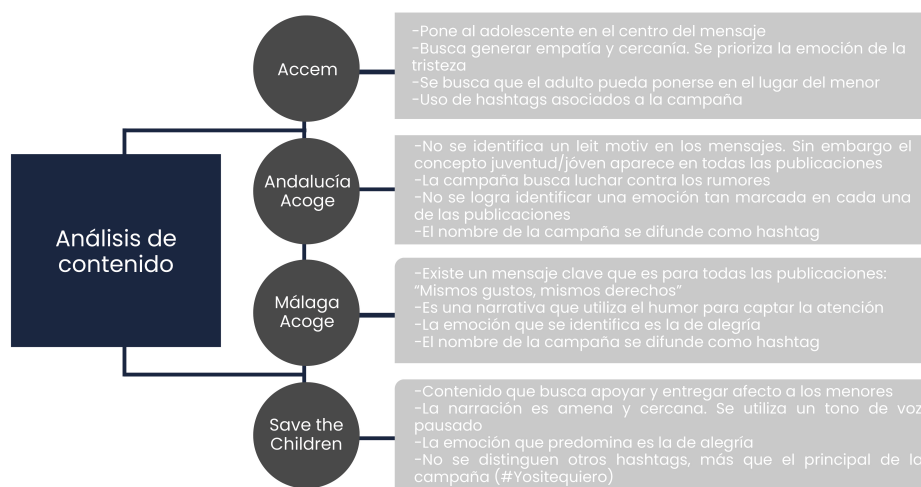 Análisis de
contenido
Accem
-Pone al adolescente en el centro del mensaje
-Busca generar empatía y cercanía. Se prioriza la emoción de la
tristeza
-Se busca que el adulto pueda ponerse en el lugar del menor
-Uso de hashtags asociados a la campaña
Andalucía
Acoge
-No se identifica un leit motiv en los mensajes. Sin embargo el
concepto juventud/jóven aparece en todas las publicaciones
-La campaña busca luchar contra los rumores
-No se logra identificar una emoción tan marcada en cada una
de las publicaciones
-El nombre de la campaña se difunde como hashtag
Málaga
Acoge
-Existe un mensaje clave que es para todas las publicaciones:
“Mismos gustos, mismos derechos”
-Es una narrativa que utiliza el humor para captar la atención
-La emoción que se identifica es la de alegría
-El nombre de la campaña se difunde como hashtag
Save the
Children
-Contenido que busca apoyar y entregar afecto a los menores
-La narración es amena y cercana. Se utiliza un tono de voz
pausado
-La emoción que predomina es la de alegría
-No se distinguen otros hashtags, más que el principal de la
campaña (#Yositequiero)